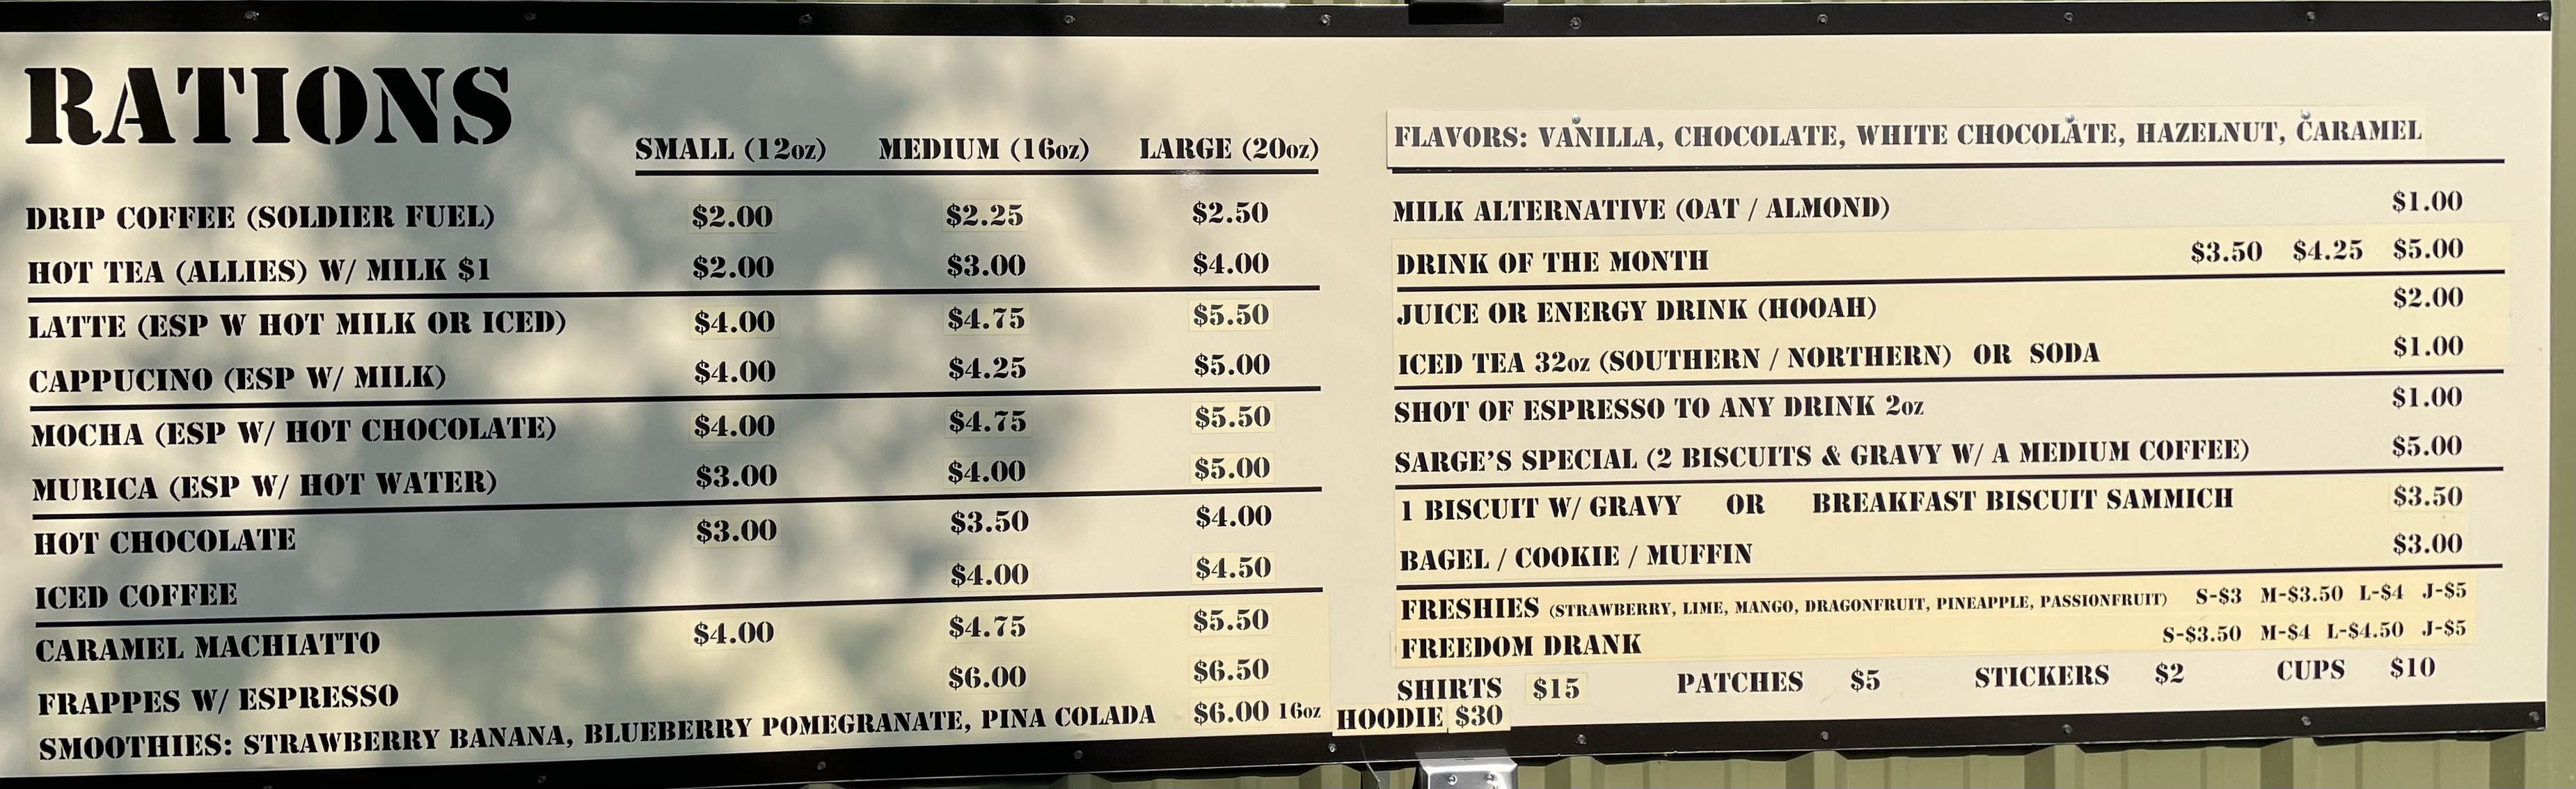 RATIONS
SMALL (12oz) MEDIUM (16oz) LARGE (20oz)
DRIP COFFEE (SOLDIER FUEL) $2.00 $2.25 $2.50
HOT TEA (ALLIES) W/ MILK $1 $2.00 $3.00 $4.00
LATTE (ESP W HOT MILK OR ICED) $4.00 $4.75 $5.50
CAPPUCINO (ESP W/ MILK) $4.00 $4.25 $5.00
MOCHA (ESP W/ HOT CHOCOLATE) $4.00 $4.75 $5.50
MURICA (ESP W/ HOT WATER) $3.00 $4.00 $5.00
HOT CHOCOLATE $3.00 $3.50 $4.00
ICED COFFEE $4.00 $4.50
CARAMEL MACHIATTO $4.00 $4.75 $5.50
FRAPPES W/ ESPRESSO $6.00 $6.50
SMOOTHIES: STRAWBERRY BANANA, BLUEBERRY POMEGRANATE, PINA COLADA $6.00 16oz
FLAVORS: VANILLA, CHOCOLATE, WHITE CHOCOLATE, HAZELNUT, CARAMEL
MILK ALTERNATIVE (OAT / ALMOND) $1.00
DRINK OF THE MONTH $3.50 $4.25 $5.00
JUICE OR ENERGY DRINK (HOOAH) $2.00
ICED TEA 32oz (SOUTHERN / NORTHERN) OR SODA $1.00
SHOT OF ESPRESSO TO ANY DRINK 2oz $1.00
SARGE'S SPECIAL (2 BISCUITS & GRAVY W/ A MEDIUM COFFEE) $5.00
1 BISCUIT W/ GRAVY OR BREAKFAST BISCUIT SAMMICH $3.50
BAGEL / COOKIE / MUFFIN $3.00
FRESHIES (STRAWBERRY, LIME, MANGO, DRAGONFRUIT, PINEAPPLE, PASSIONFRUIT) S-$3 M-$3.50 L-$4 J-$5
FREEDOM DRANK S-$3.50 M-$4 L-$4.50 J-$5
SHIRTS $15 PATCHES $5 STICKERS $2 CUPS $10
HOODIE $30